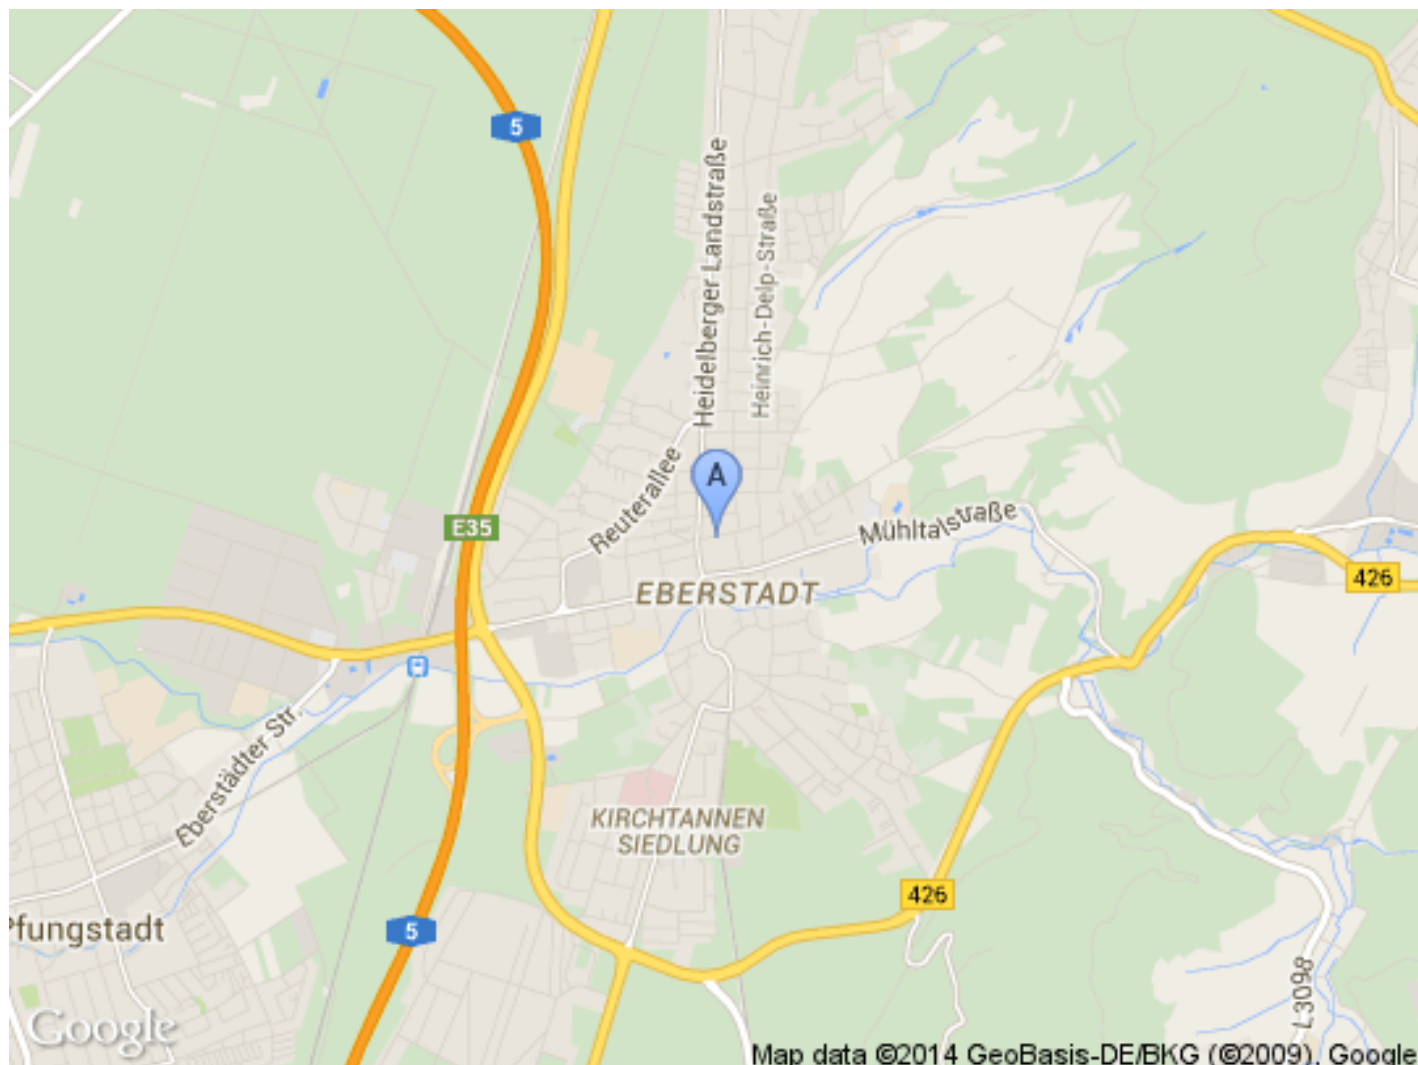 5
Heidelberger Landstraße
Heinrich-Delp-Straße
Reuterallee
A
E35
Mühltalstraße
EBERSTADT
426
Eberstädter Str.
KIRCHTANNEN
SIEDLUNG
426
Pfungstadt
5
L3098
Google
Map data ©2014 GeoBasis-DE/BKG (©2009), Google